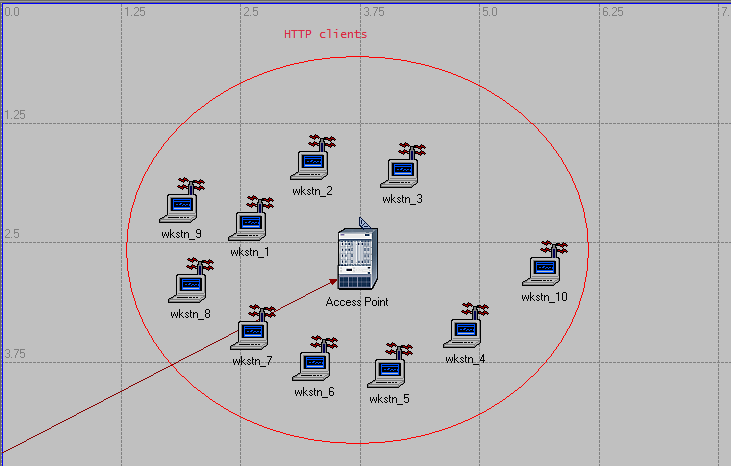 0.0
1.25
2.5
3.75
5.0
6.25
7.
HTTP clients
1.25
wkstn_2
wkstn_3
wkstn_9
2.5
wkstn_1
wkstn_10
Access Point
wkstn_8
3.75
wkstn_7
wkstn_4
wkstn_6
wkstn_5